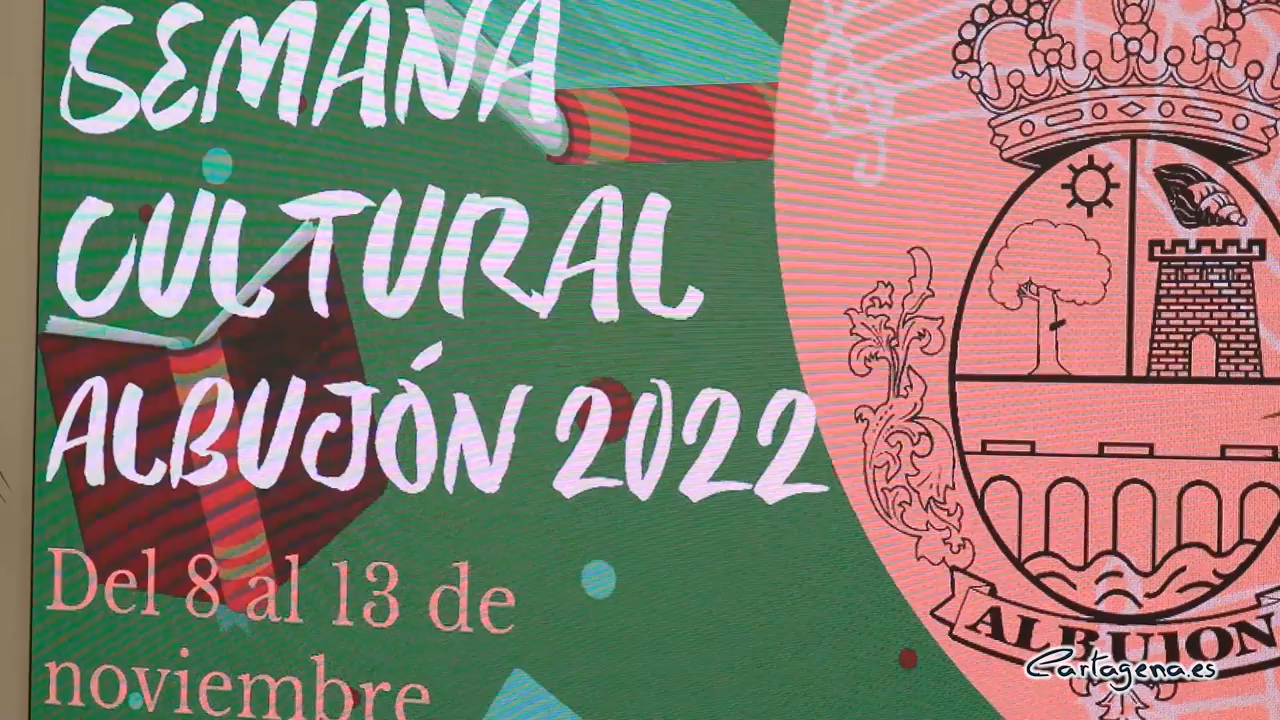 SEMANA
CULTURAL
ALBUJÓN 2022
Del 8 al 13 de
noviembre
ALBUJON
Cartagena.es